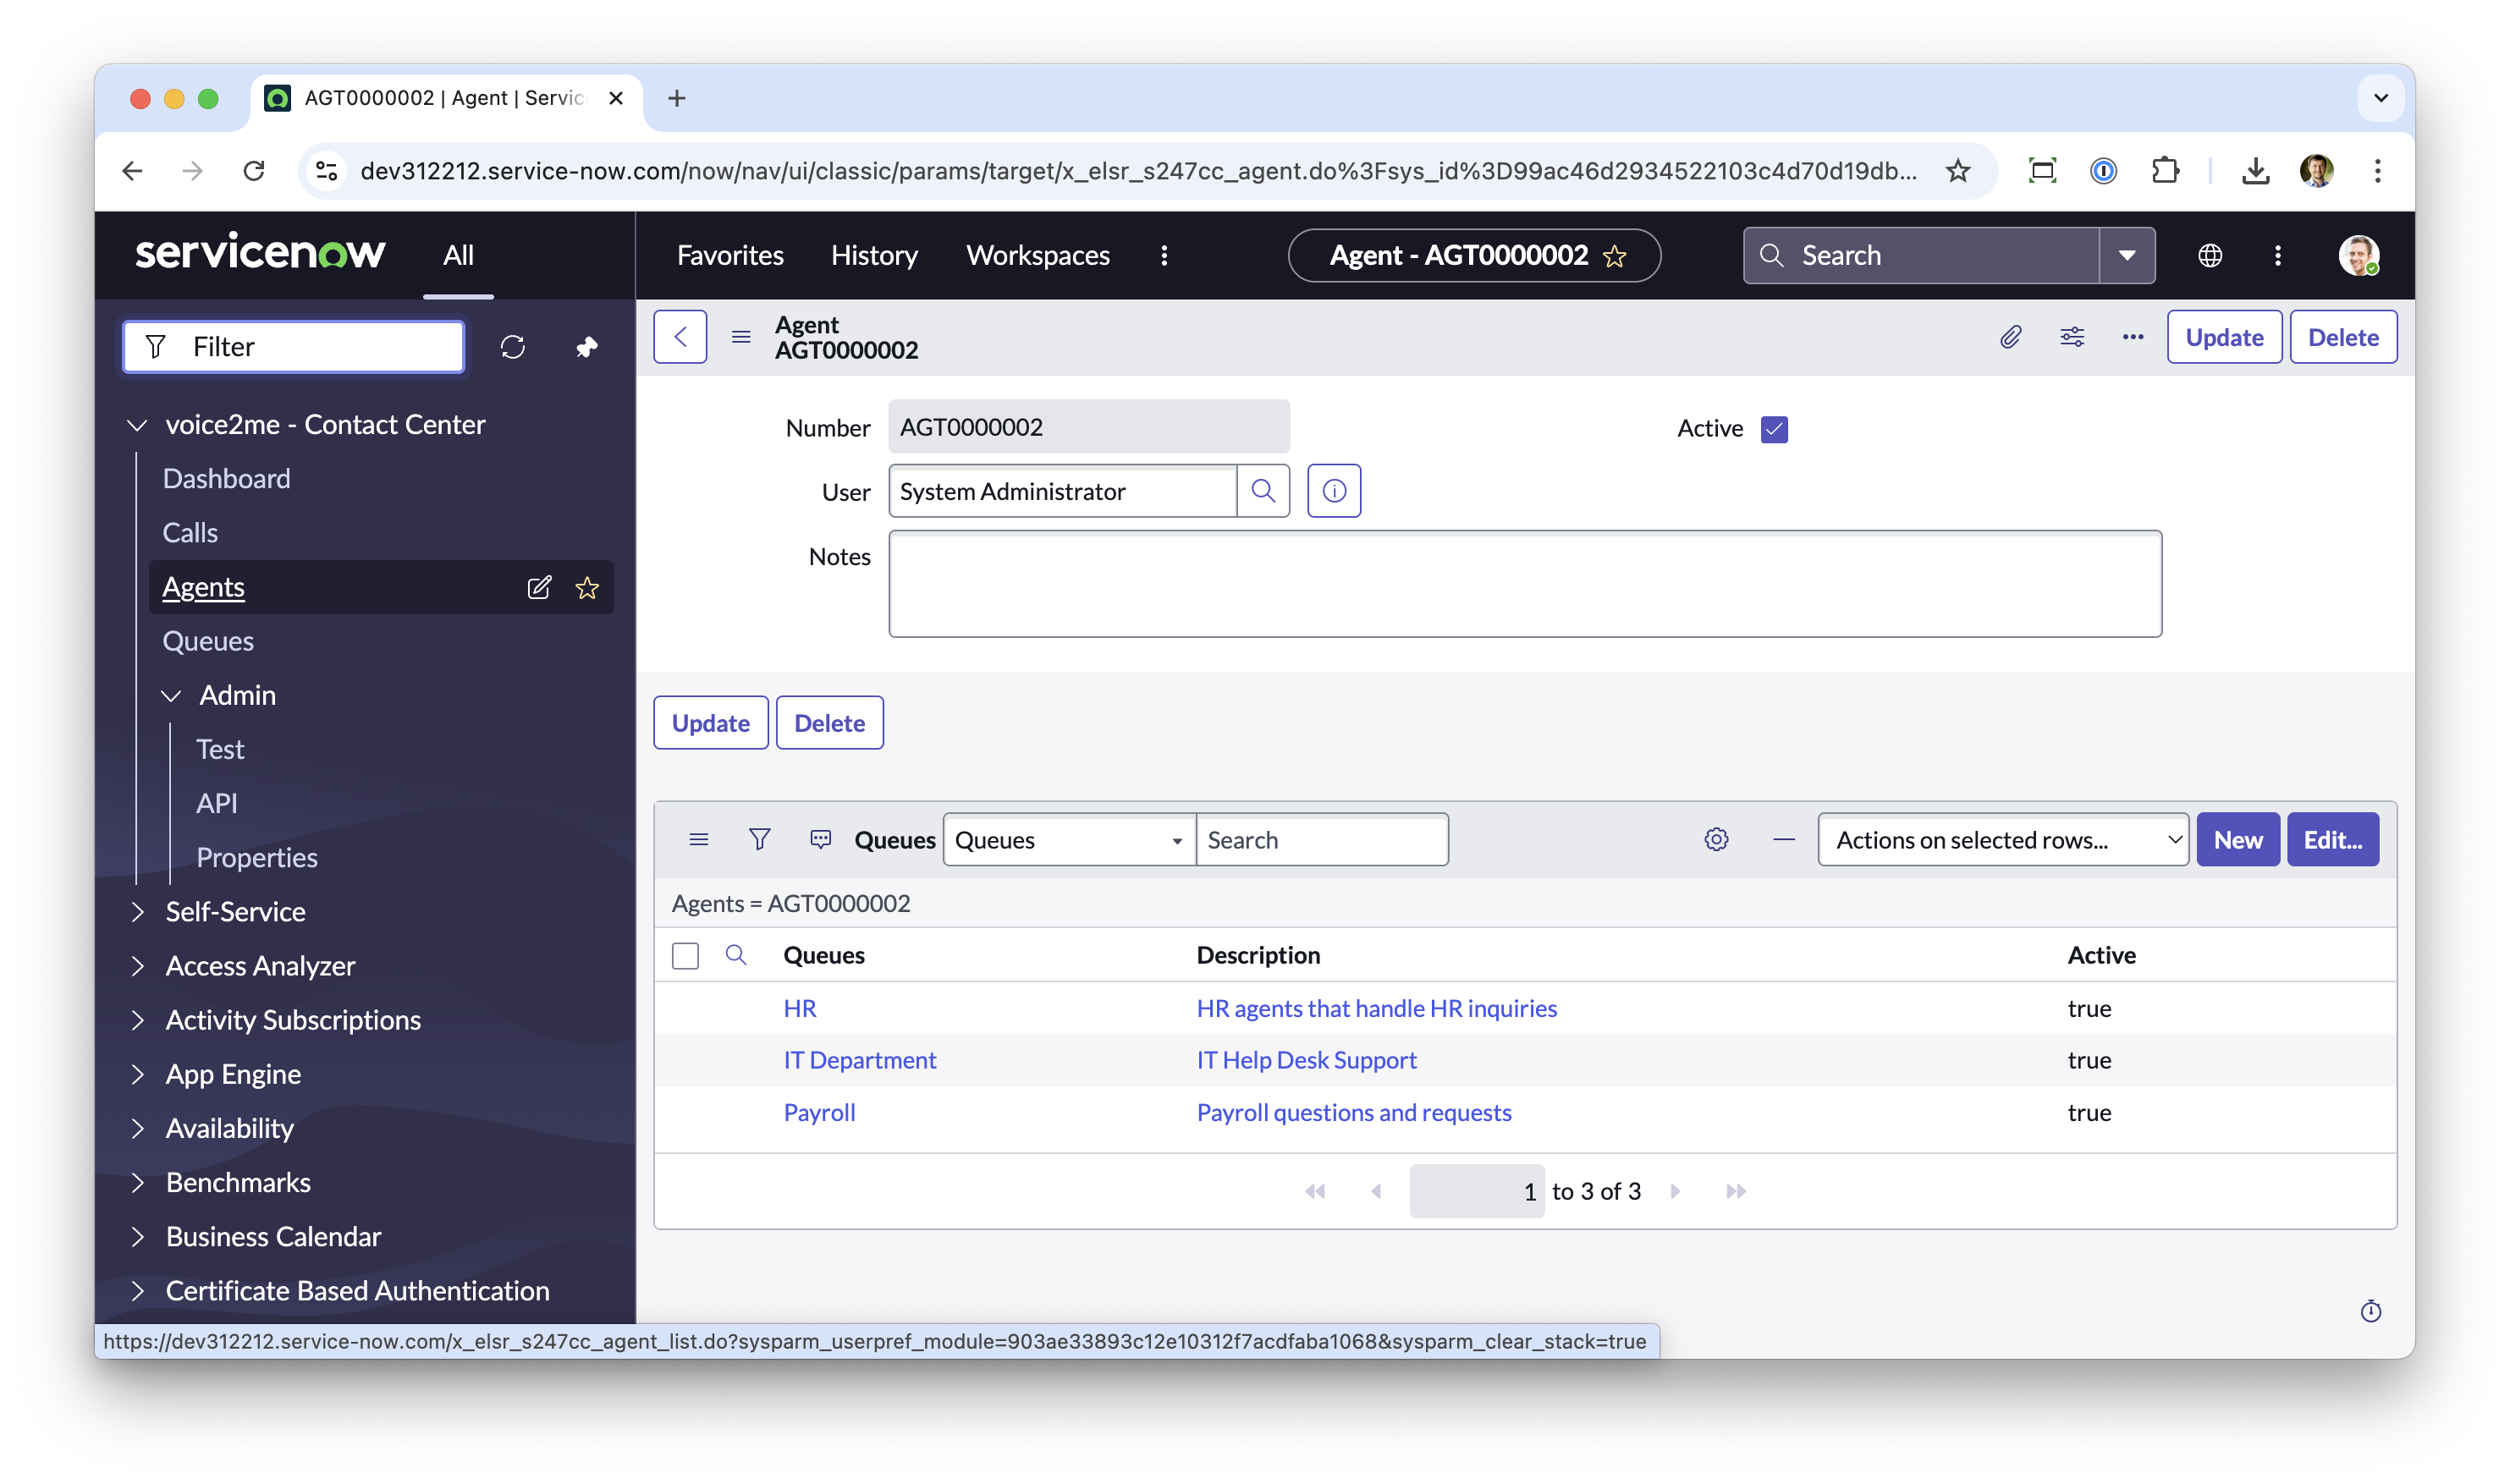 AGT0000002 | Agent | Servic
dev312212.service-now.com/now/nav/ui/classic/params/target/x_elsr_s247cc_agent.do%3Fsys_id%3D99ac46d2934522103c4d70d19db...
servicenow
All
Favorites
History
Workspaces
Agent - AGT0000002
Search
Filter
voice2me - Contact Center
Dashboard
Calls
Agents
Queues
Admin
Test
API
Properties
Self-Service
Access Analyzer
Activity Subscriptions
App Engine
Availability
Benchmarks
Business Calendar
Certificate Based Authentication
Agent
AGT0000002
Update
Delete
Number
AGT0000002
Active
User
System Administrator
Notes
Update
Delete
Queues
Queues
Search
Actions on selected rows...
New
Edit...
Agents = AGT0000002
Queues Description Active
HR HR agents that handle HR inquiries true
IT Department IT Help Desk Support true
Payroll Payroll questions and requests true
1 to 3 of 3
https://dev312212.service-now.com/x_elsr_s247cc_agent_list.do?sysparm_userpref_module=903ae33893c12e10312f7acdfaba1068&sysparm_clear_stack=true